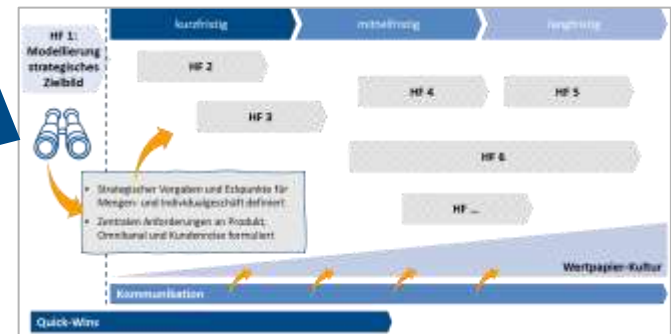 HF 1:
Modellierung
strategisches
Zielbild
kurzfristig
mittelfristig
langfristig
HF 2
HF 3
HF 4
HF 5
HF 6
HF ...
• Strategischer Vorgaben und Eckpunkte für
Mengen- und Individualgeschäft definiert
• Zentralen Anforderungen an Produkt,
Omnikanal und Kundenreise formuliert
Wertpapier-Kultur
Kommunikation
Quick-Wins